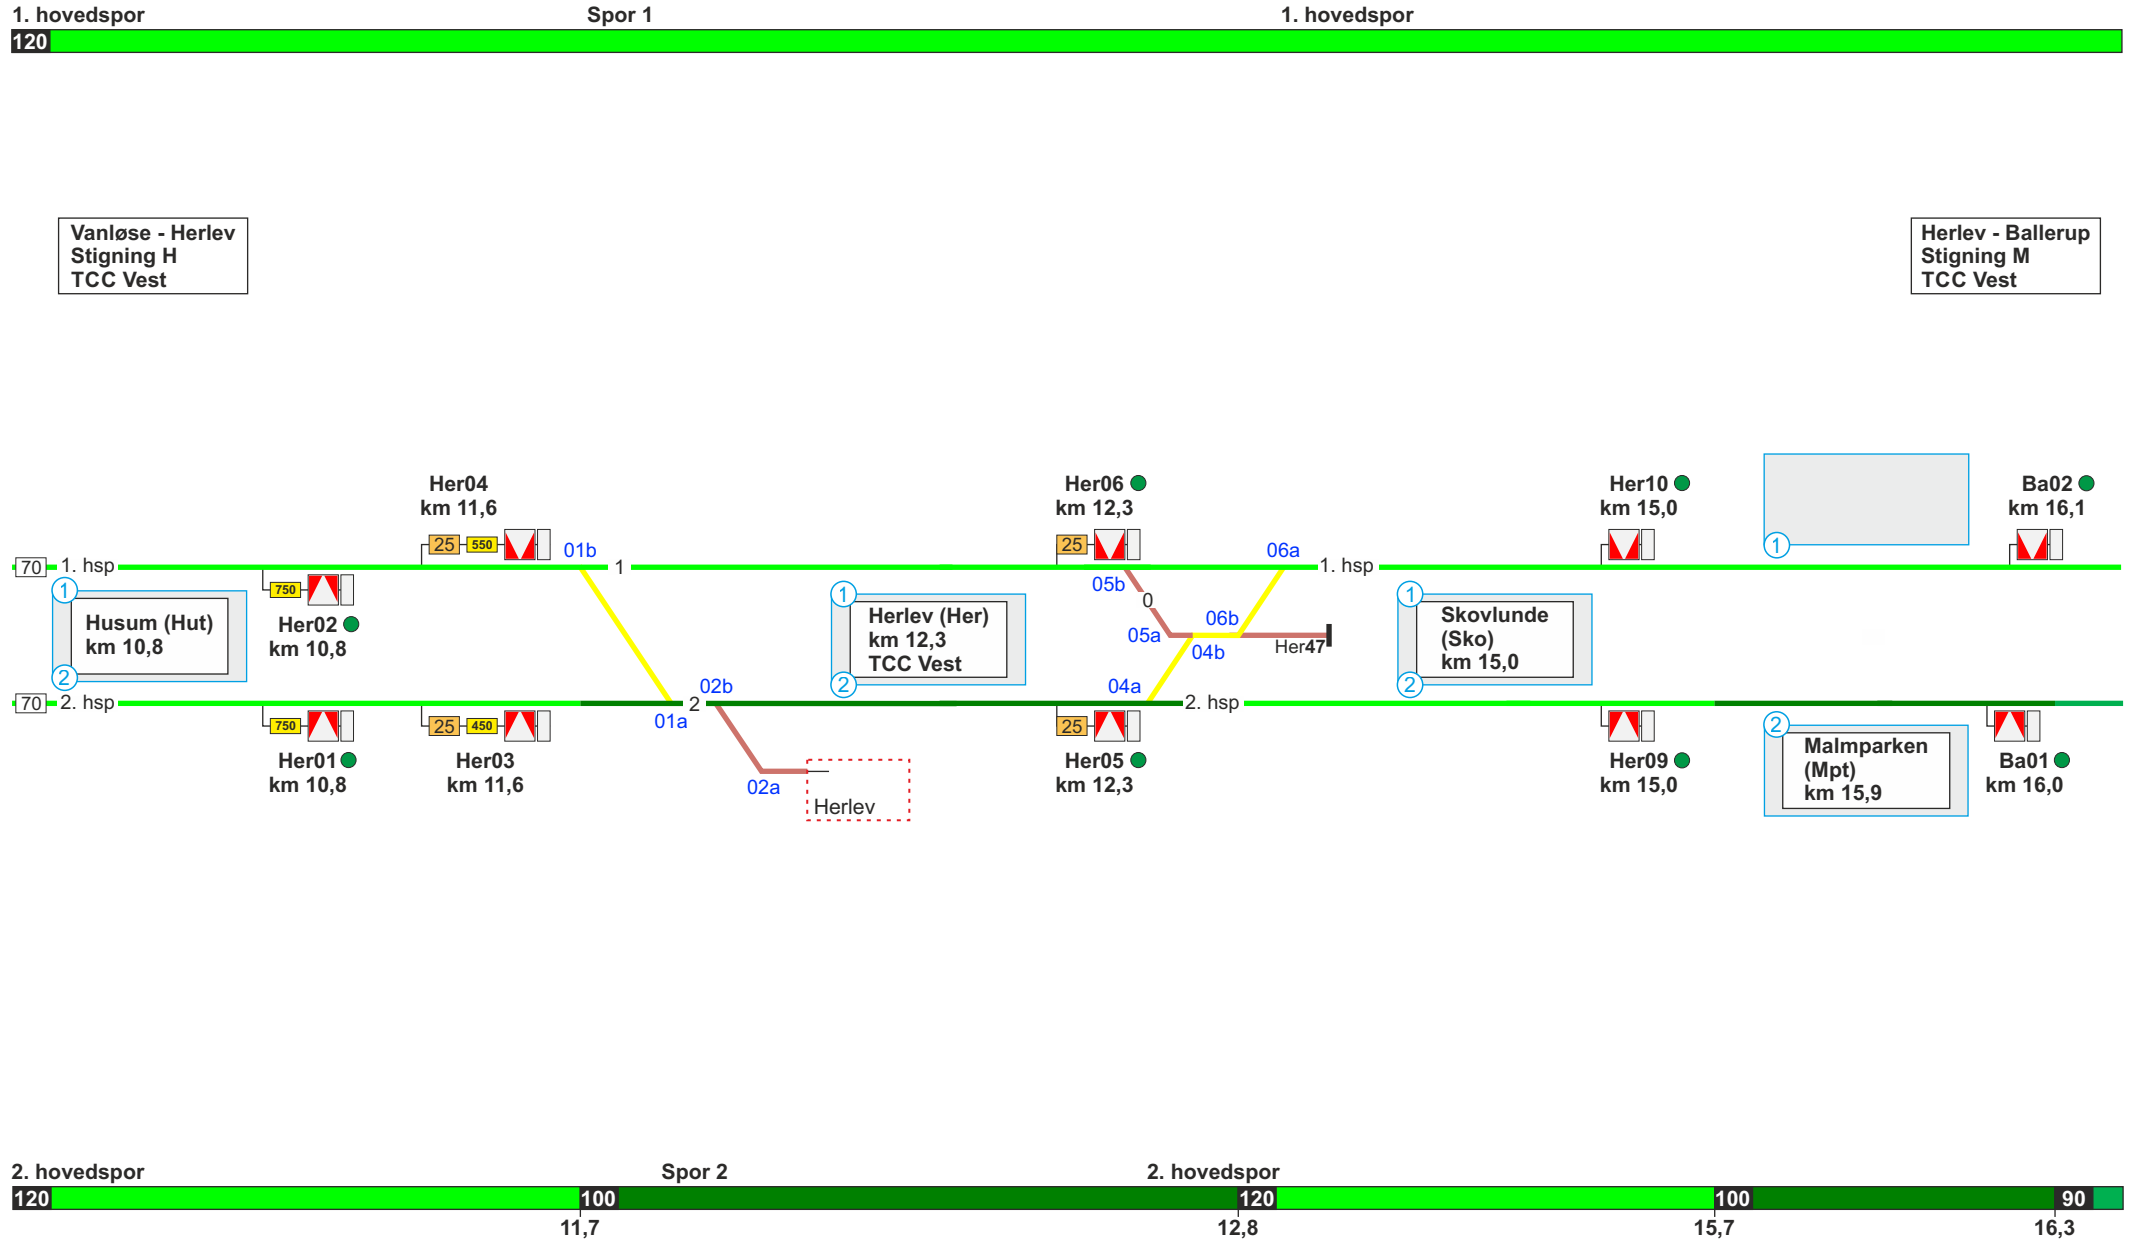 1. hovedspor
Spor 1
1. hovedspor
120
Vanløse - Herlev
Stigning H
TCC Vest
Herlev - Ballerup
Stigning M
TCC Vest
Her04
km 11,6
25
550
01b
Her06
km 12,3
25
06a
Her10
km 15,0
1
Ba02
km 16,1
70
1. hsp
1
1. hsp
750
Her02
km 10,8
1
Husum (Hut)
km 10,8
2
1
Herlev (Her)
km 12,3
TCC Vest
2
05b
0
05a
06b
04b
Her47
04a
1
Skovlunde
(Sko)
km 15,0
2
70
2. hsp
02b
2
01a
2. hsp
750
Her01
km 10,8
25
450
Her03
km 11,6
02a
Herlev
25
Her05
km 12,3
Her09
km 15,0
2
Malmparken
(Mpt)
km 15,9
Ba01
km 16,0
2. hovedspor
Spor 2
2. hovedspor
120
100
120
100
90
11,7
12,8
15,7
16,3